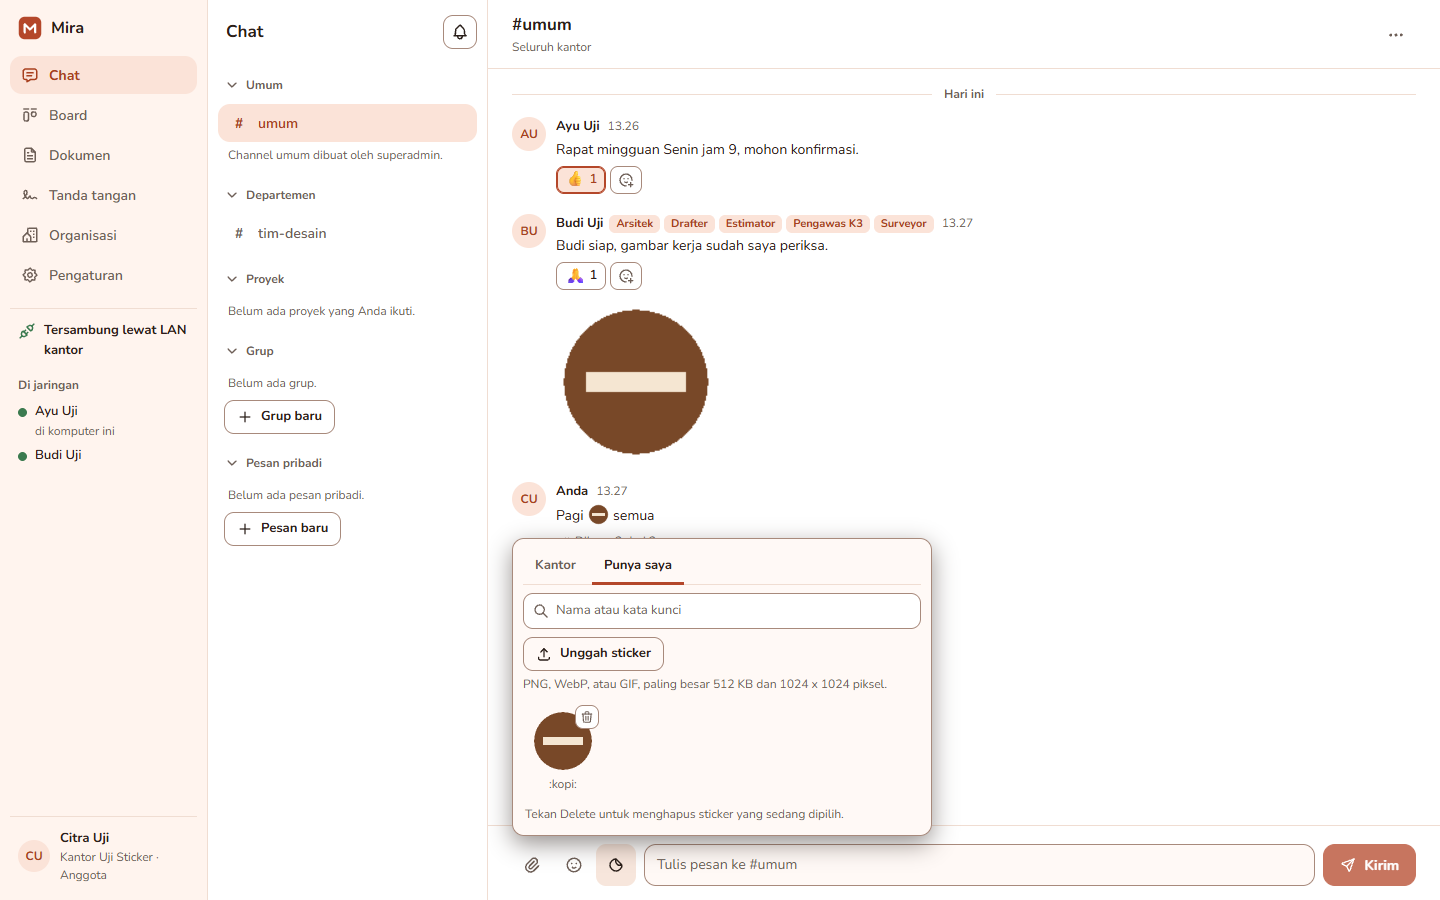 Mira
Chat
Board
Dokumen
Tanda tangan
Organisasi
Pengaturan
Tersambung lewat LAN
kantor
Di jaringan
Ayu Uji
di komputer ini
Budi Uji
CU
Citra Uji
Kantor Uji Sticker ·
Anggota
Chat
Umum
# umum
Channel umum dibuat oleh superadmin.
Departemen
# tim-desain
Proyek
Belum ada proyek yang Anda ikuti.
Grup
Belum ada grup.
Grup baru
Pesan pribadi
Belum ada pesan pribadi.
Pesan baru
#umum
Seluruh kantor
Hari ini
AU
Ayu Uji 13.26
Rapat mingguan Senin jam 9, mohon konfirmasi.
👍 1
BU
Budi Uji Arsitek Drafter Estimator Pengawas K3 Surveyor 13.27
Budi siap, gambar kerja sudah saya periksa.
🙏 1
CU
Anda 13.27
Pagi semua
Kantor
Punya saya
Nama atau kata kunci
Unggah sticker
PNG, WebP, atau GIF, paling besar 512 KB dan 1024 x 1024 piksel.
:kopi:
Tekan Delete untuk menghapus sticker yang sedang dipilih.
Tulis pesan ke #umum
Kirim